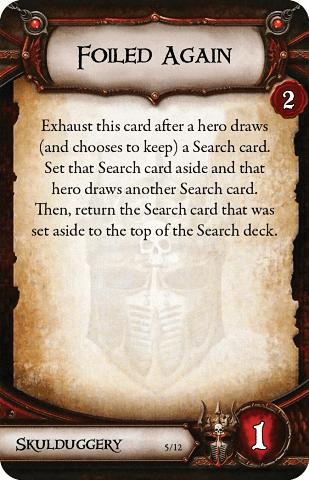 Foiled Again
2
Exhaust this card after a hero draws
(and chooses to keep) a Search card.
Set that Search card aside and that
hero draws another Search card.
Then, return the Search card that was
set aside to the top of the Search deck.
Skulduggery
5/12
1